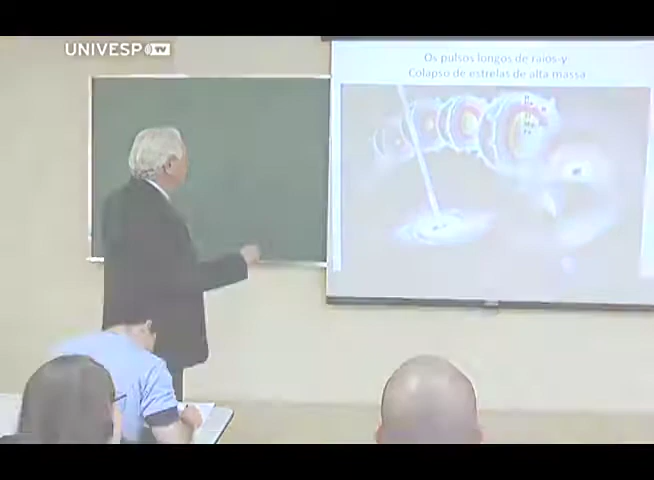 UNIVESP TV
Os pulsos longos de raios-γ
Colapso de estrelas de alta massa